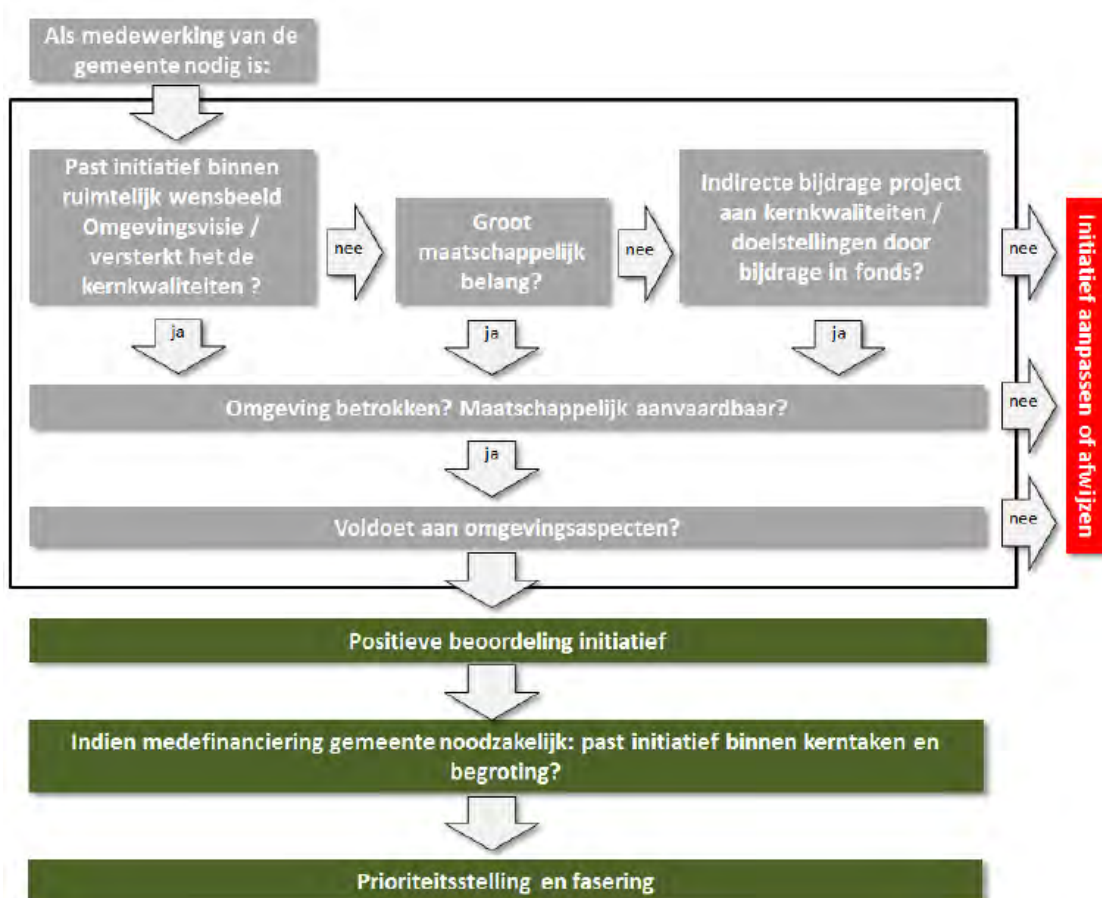 Als medewerking van de
gemeente nodig is:
Past initiatief binnen
ruimtelijk wensbeeld
Omgevingsvisie /
versterkt het de
kernkwaliteiten ?
nee
Groot
maatschappelijk
belang?
nee
Indirecte bijdrage project
aan kernkwaliteiten /
doelstellingen door
bijdrage in fonds?
nee
ja
ja
ja
Omgeving betrokken? Maatschappelijk aanvaardbaar?
nee
ja
Voldoet aan omgevingsaspecten?
nee
Initiatief aanpassen of afwijzen
Positieve beoordeling initiatief
Indien medefinanciering gemeente noodzakelijk: past initiatief binnen kerntaken en
begroting?
Prioriteitsstelling en fasering